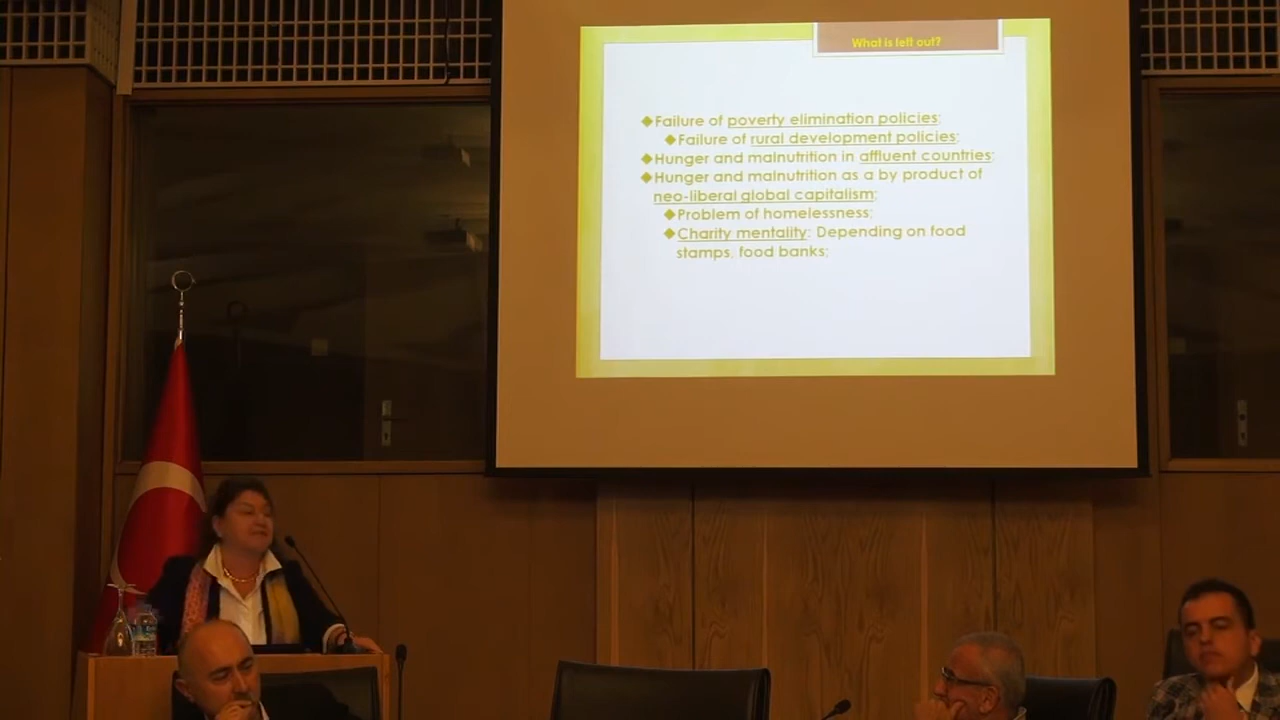 What is left out?
◆Failure of poverty elimination policies;
◆Failure of rural development policies;
◆Hunger and malnutrition in affluent countries;
◆Hunger and malnutrition as a by product of
neo-liberal global capitalism;
◆Problem of homelessness;
◆Charity mentality: Depending on food
stamps, food banks;